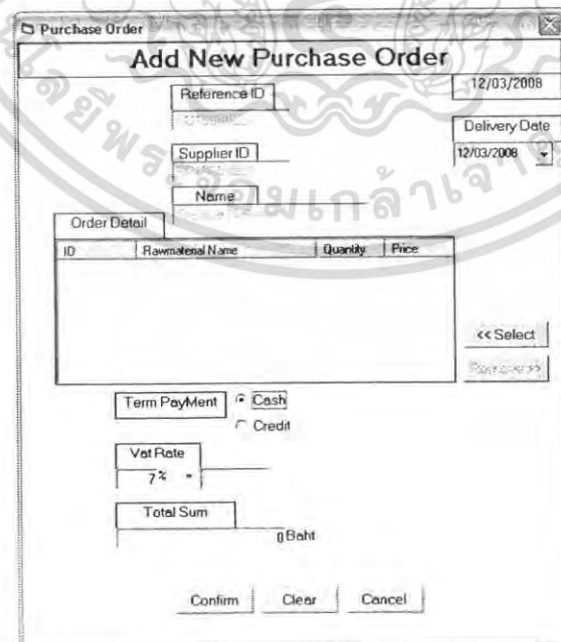 Purchase Order
Add New Purchase Order
12/03/2008
Reference ID
Delivery Date
12/03/2008
Supplier ID
Name
Order Detail
ID Rawmaterial Name Quantity Price
<< Select
Term PayMent Cash
Credit
Vat Rate
7% =
Total Sum
0 Baht
Confirm Clear Cancel